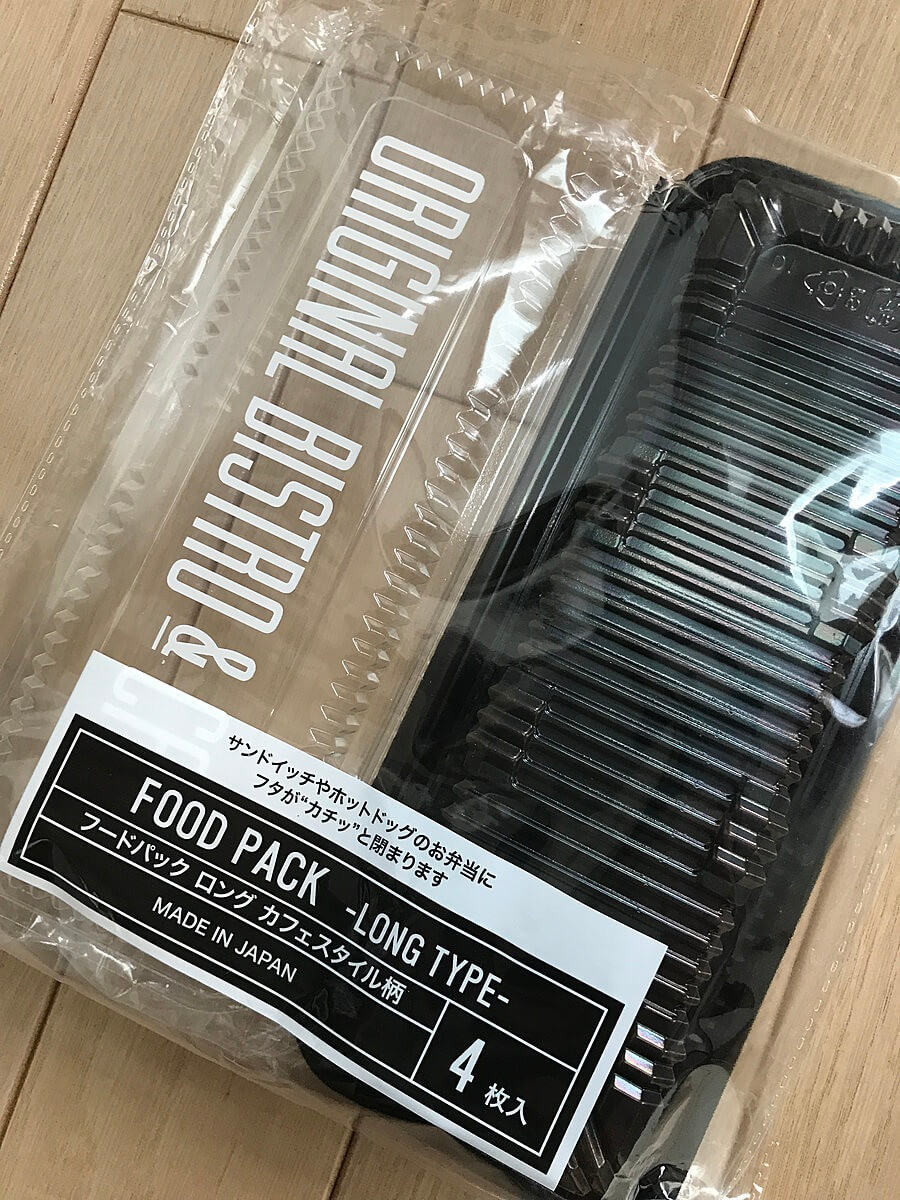 ORIGINAL BISTRO &
サンドイッチやホットドッグのお弁当に
フタが“カチッ”と閉まります
FOOD PACK -LONG TYPE-
フードパック ロング カフェスタイル柄
MADE IN JAPAN
4 枚入